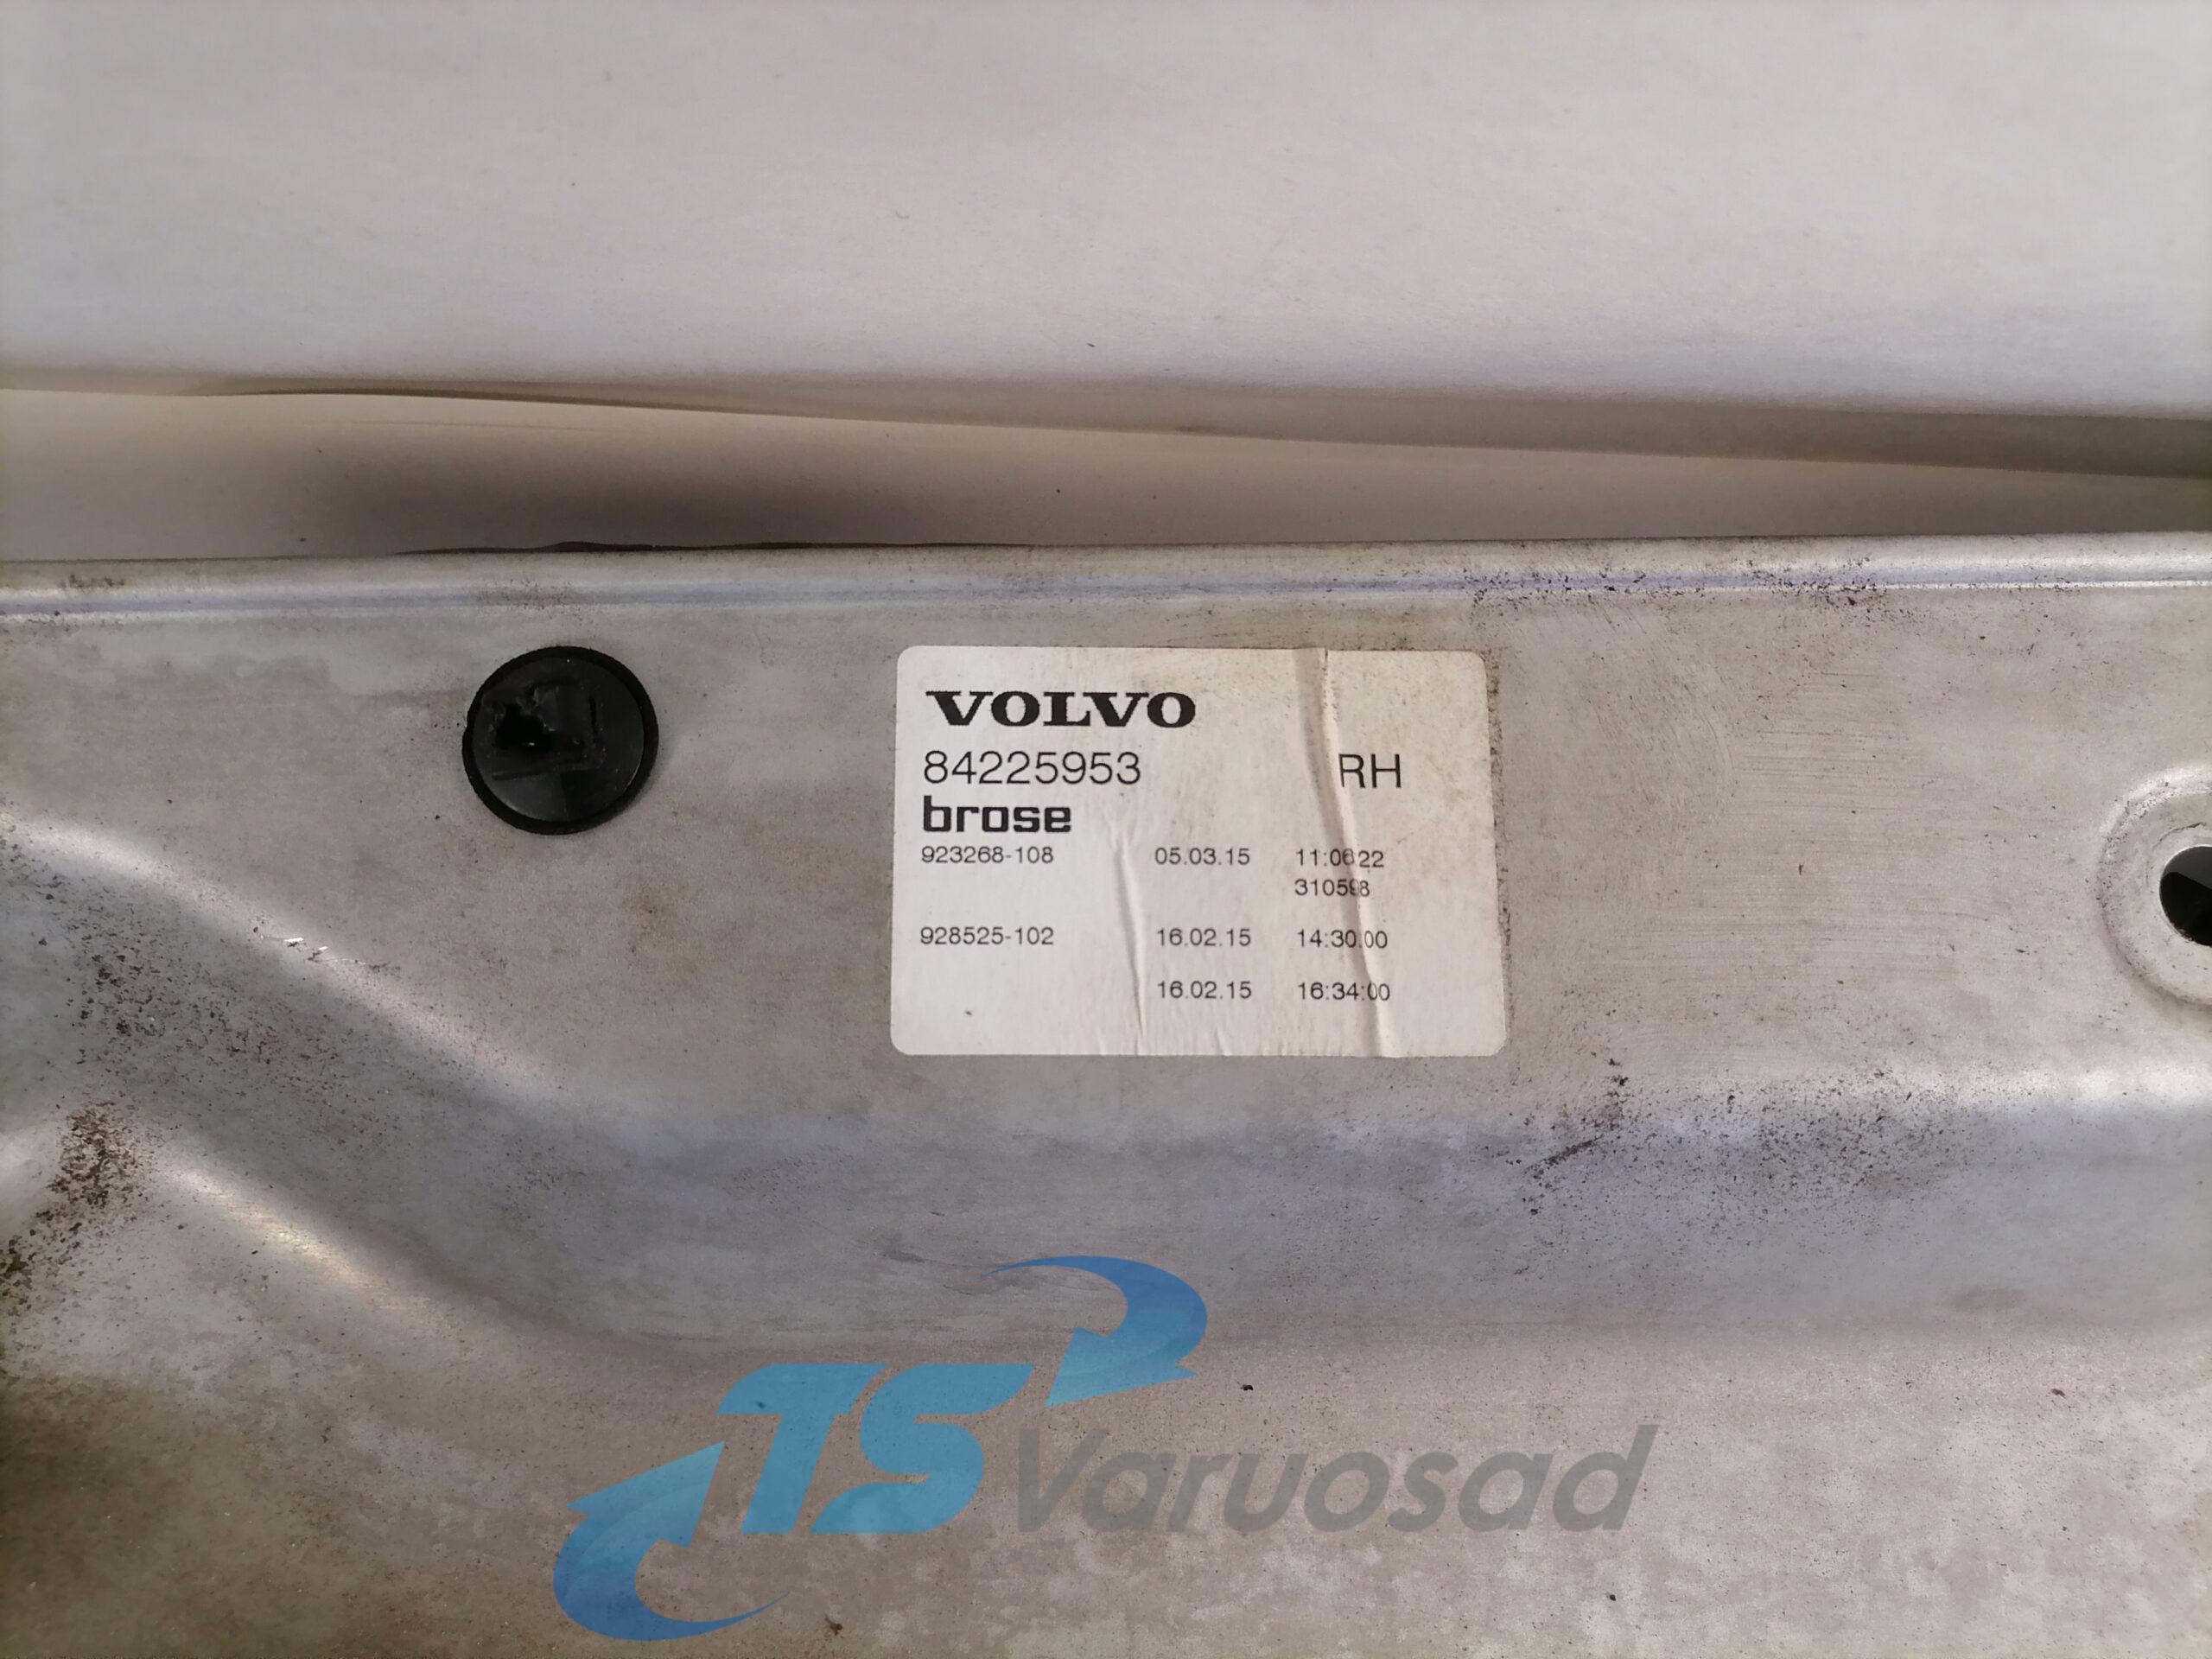 VOLVO
84225953 RH
brose
923268-108 05.03.15 11:06:22
310598
928525-102 16.02.15 14:30:00
16.02.15 16:34:00
TS Varuosad